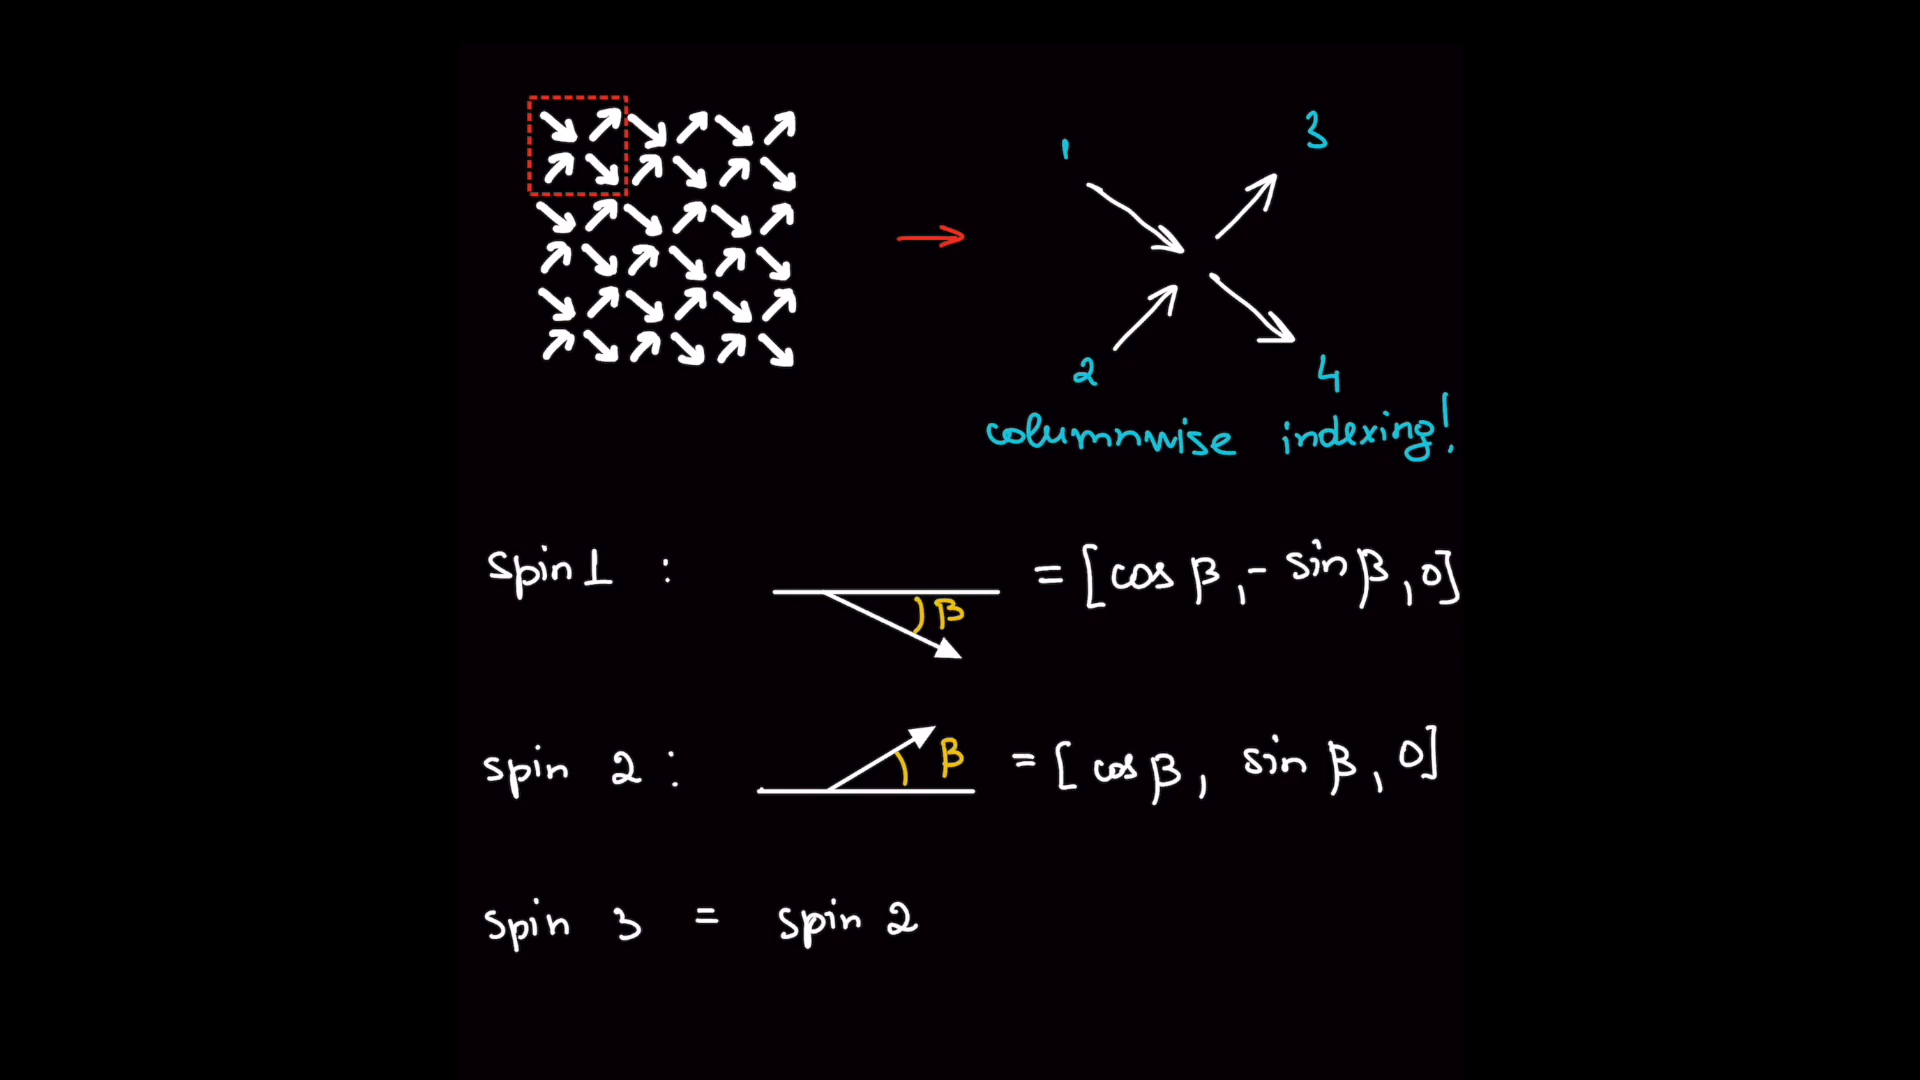 1 3
2 4
columnwise indexing!
spin 1 : β = [cos β, - sin β, 0]
spin 2 : β = [cos β, sin β, 0]
spin 3 = spin 2